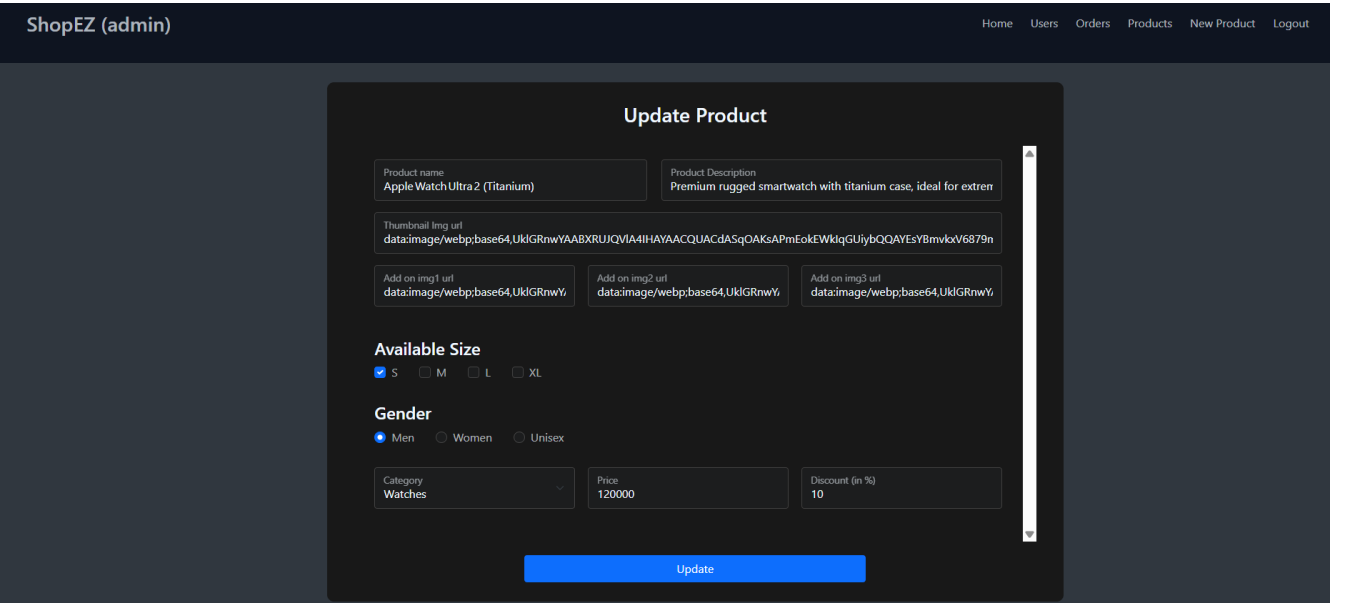 ShopEZ (admin)
Home Users Orders Products New Product Logout
Update Product
Product name
Apple Watch Ultra 2 (Titanium)
Product Description
Premium rugged smartwatch with titanium case, ideal for extrem
Thumbnail Img url
data:image/webp;base64,UklGRnwYAABXRUJQVlA4IHAYAACQUACdASqOAKsAPmEokEWkIqGUiybQQAYEsYBmvkxV6879n
Add on img1 url
data:image/webp;base64,UklGRnwY
Add on img2 url
data:image/webp;base64,UklGRnwY
Add on img3 url
data:image/webp;base64,UklGRnwY
Available Size
S M L XL
Gender
Men Women Unisex
Category
Watches
Price
120000
Discount (in %)
10
Update